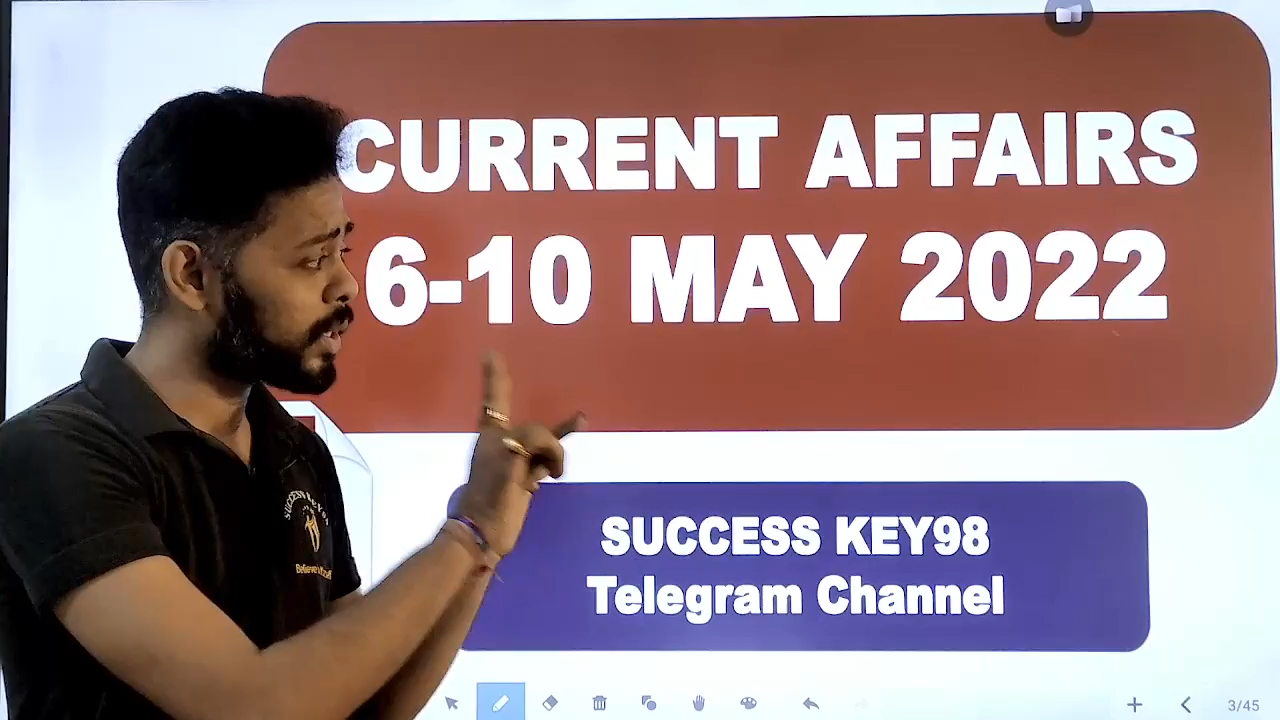 CURRENT AFFAIRS
6-10 MAY 2022
SUCCESS KEY98
Telegram Channel
3/45